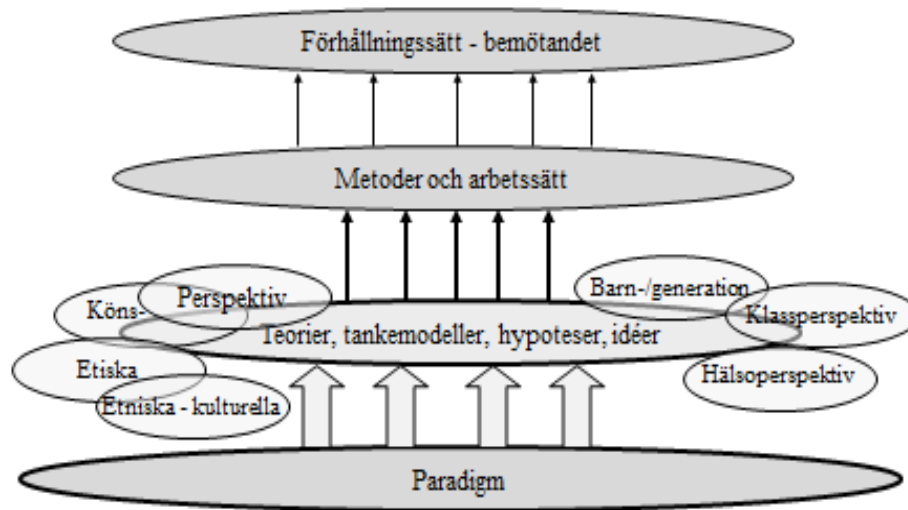 Förhållningssätt - bemötandet
Metoder och arbetssätt
Perspektiv
Köns-
Barn-/generation
Klassperspektiv
Teorier, tankemodeller, hypoteser, idéer
Etiska
Hälsoperspektiv
Etniska - kulturella
Paradigm